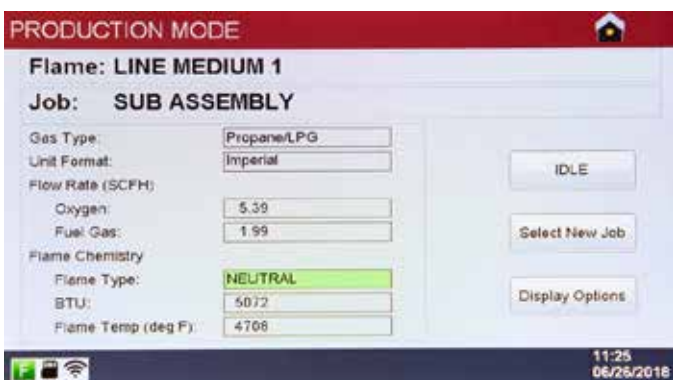 PRODUCTION MODE
Flame: LINE MEDIUM 1
Job: SUB ASSEMBLY
Gas Type: Propane/LPG
Unit Format: Imperial
IDLE
Flow Rate (SCFH)
Oxygen: 5.39
Fuel Gas: 1.99
Select New Job
Flame Chemistry
Flame Type: NEUTRAL
BTU: 5072
Display Options
Flame Temp (deg F): 4708
F
11:25
06/26/2018